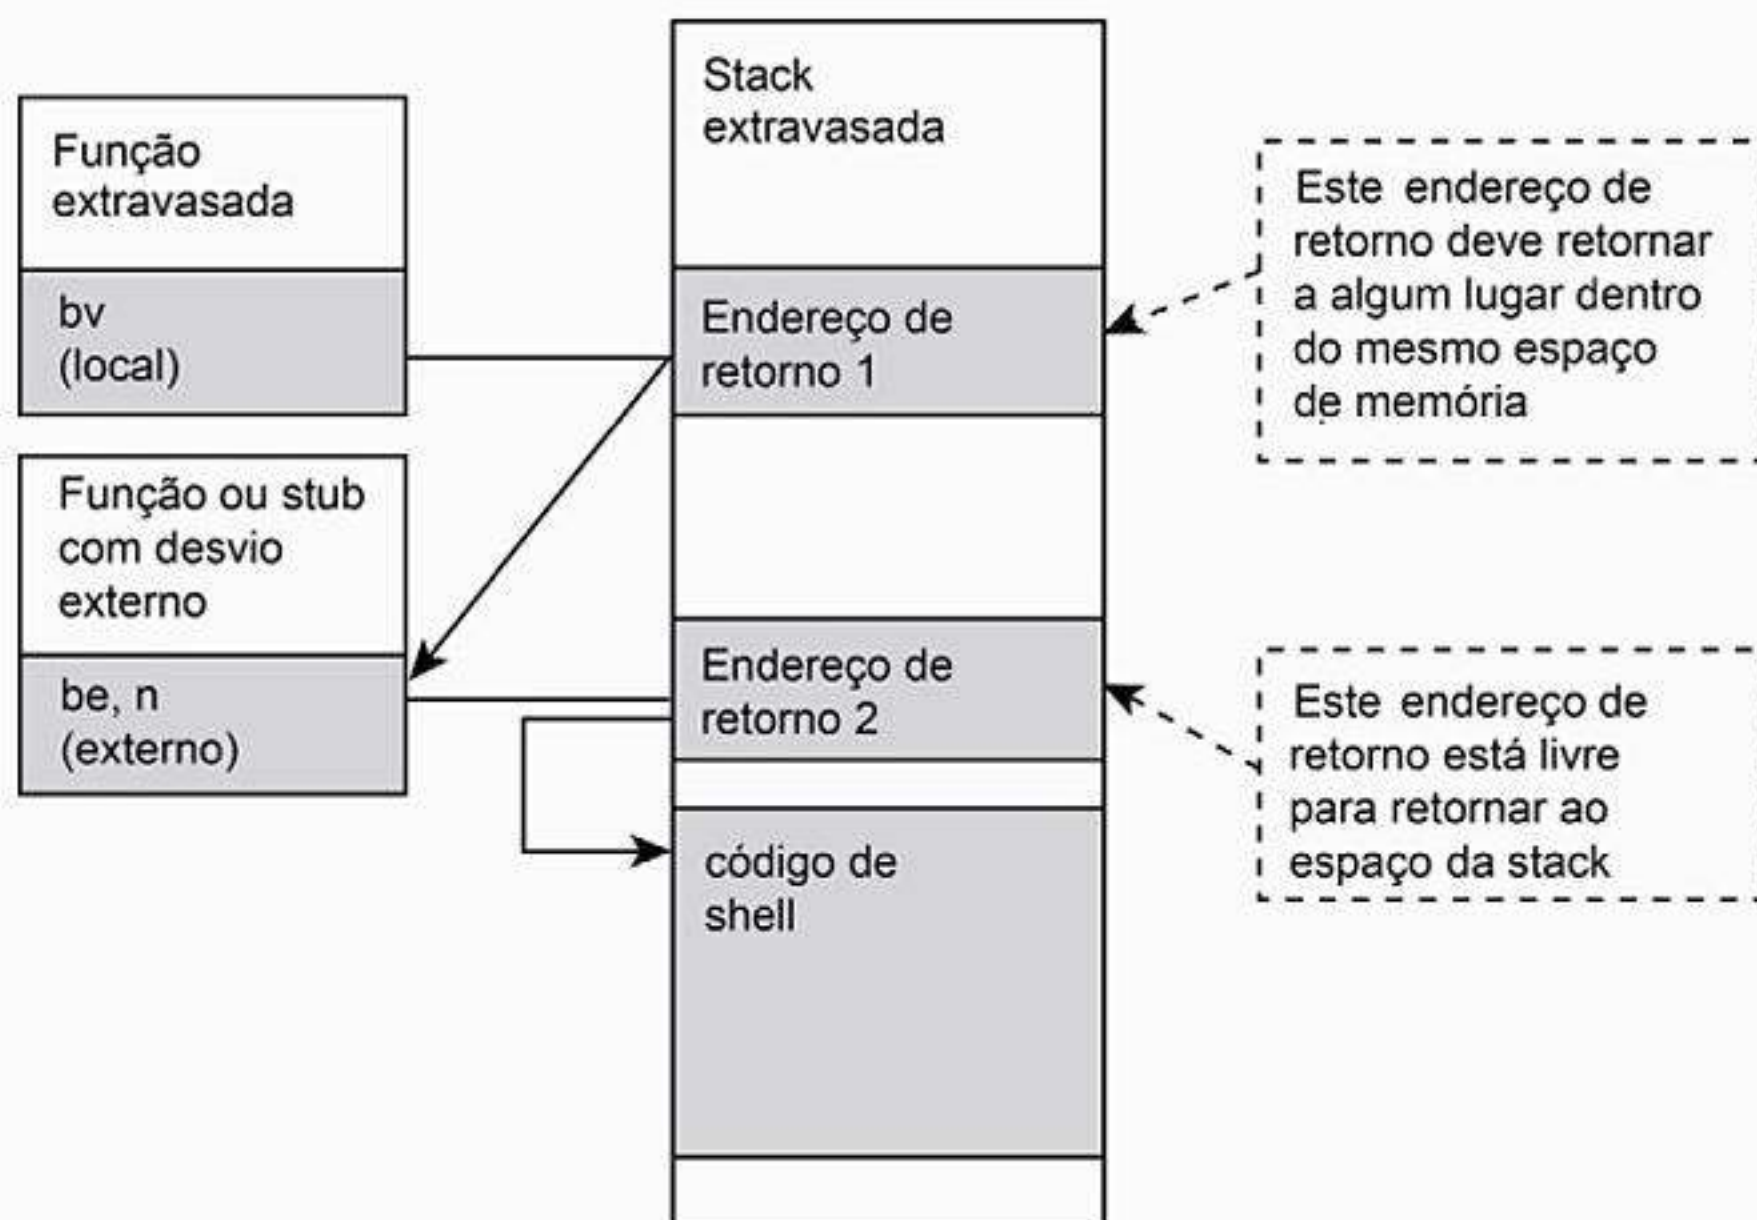 Função
extravasada
bv
(local)
Função ou stub
com desvio
externo
be, n
(externo)
Stack
extravasada
Endereço de
retorno 1
Endereço de
retorno 2
código de
shell
Este endereço de
retorno deve retornar
a algum lugar dentro
do mesmo espaço
de memória
Este endereço de
retorno está livre
para retornar ao
espaço da stack